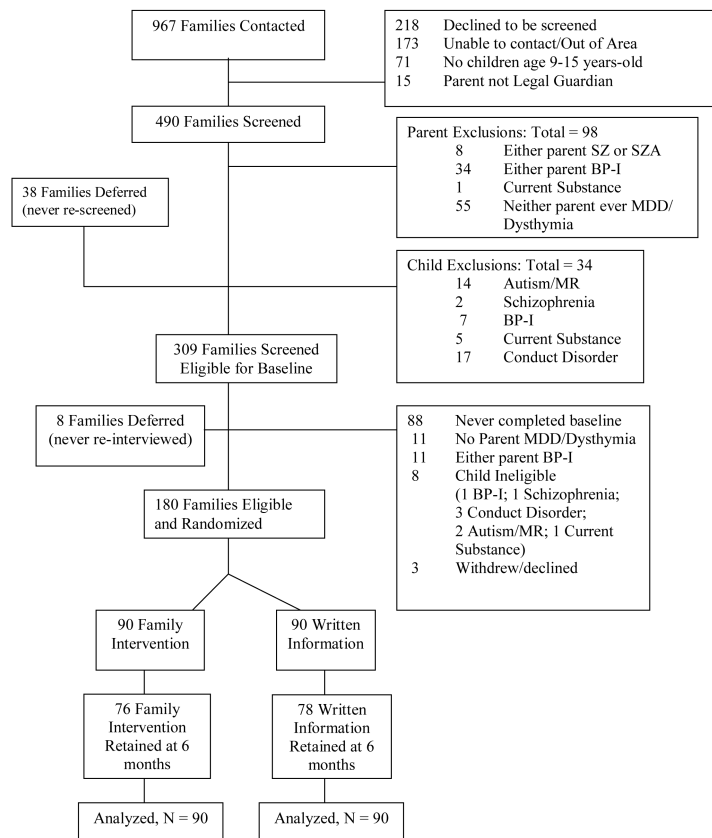 967 Families Contacted
218 Declined to be screened
173 Unable to contact/Out of Area
71 No children age 9-15 years-old
15 Parent not Legal Guardian
490 Families Screened
Parent Exclusions: Total = 98
8 Either parent SZ or SZA
34 Either parent BP-I
1 Current Substance
55 Neither parent ever MDD/
Dysthymia
38 Families Deferred
(never re-screened)
Child Exclusions: Total = 34
14 Autism/MR
2 Schizophrenia
7 BP-I
5 Current Substance
17 Conduct Disorder
309 Families Screened
Eligible for Baseline
8 Families Deferred
(never re-interviewed)
88 Never completed baseline
11 No Parent MDD/Dysthymia
11 Either parent BP-I
8 Child Ineligible
(1 BP-I; 1 Schizophrenia;
3 Conduct Disorder;
2 Autism/MR; 1 Current
Substance)
3 Withdrew/declined
180 Families Eligible
and Randomized
90 Family
Intervention
90 Written
Information
76 Family
Intervention
Retained at 6
months
78 Written
Information
Retained at 6
months
Analyzed, N = 90
Analyzed, N = 90